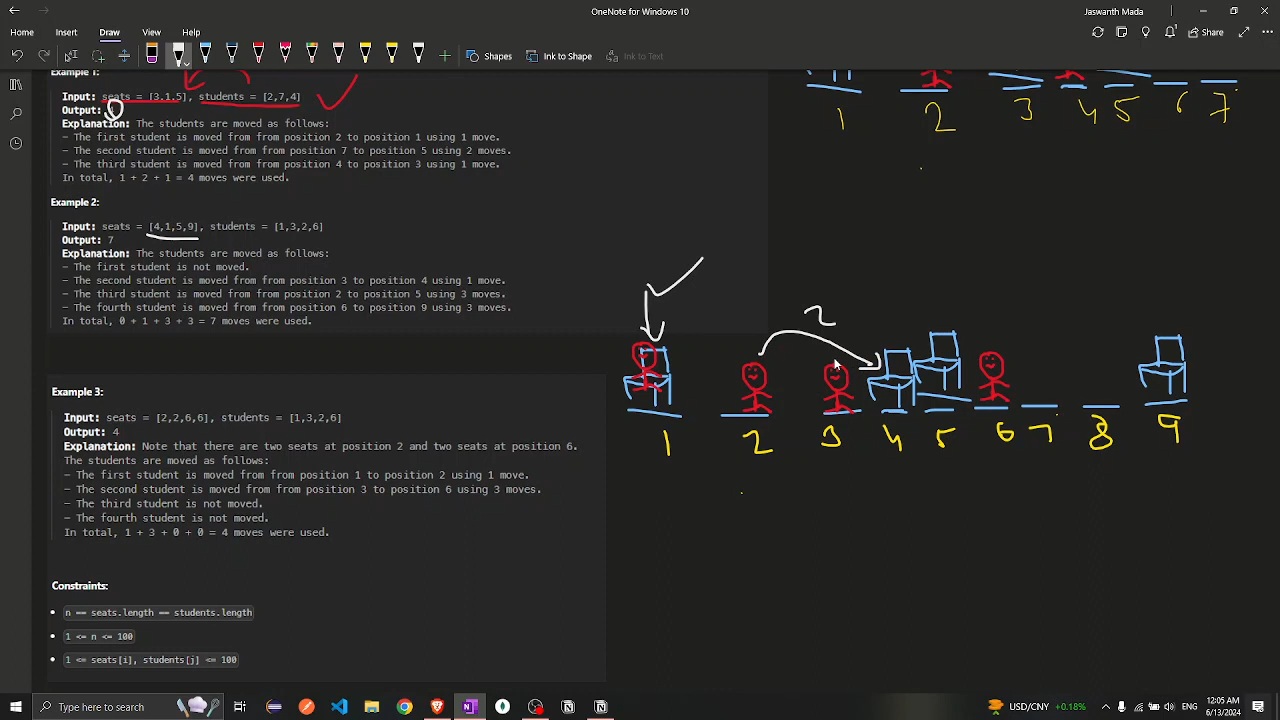 OneNote for Windows 10
Jaswanth Mada
Home Insert Draw View Help
Shapes Ink to Shape Ink to Text
Share
Example 1:
Input: seats = [3,1,5], students = [2,7,4]
Output:
Explanation: The students are moved as follows:
- The first student is moved from from position 2 to position 1 using 1 move.
- The second student is moved from from position 7 to position 5 using 2 moves.
- The third student is moved from from position 4 to position 3 using 1 move.
In total, 1 + 2 + 1 = 4 moves were used.
Example 2:
Input: seats = [4,1,5,9], students = [1,3,2,6]
Output: 7
Explanation: The students are moved as follows:
- The first student is not moved.
- The second student is moved from from position 3 to position 4 using 1 move.
- The third student is moved from from position 2 to position 5 using 3 moves.
- The fourth student is moved from from position 6 to position 9 using 3 moves.
In total, 0 + 1 + 3 + 3 = 7 moves were used.
Example 3:
Input: seats = [2,2,6,6], students = [1,3,2,6]
Output: 4
Explanation: Note that there are two seats at position 2 and two seats at position 6.
The students are moved as follows:
- The first student is moved from from position 1 to position 2 using 1 move.
- The second student is moved from from position 3 to position 6 using 3 moves.
- The third student is not moved.
- The fourth student is not moved.
In total, 1 + 3 + 0 + 0 = 4 moves were used.
Constraints:
• n == seats.length == students.length
• 1 <= n <= 100
• 1 <= seats[i], students[j] <= 100
1 2 3 4 5 6 7
2
1 2 3 4 5 6 7 8 9
Type here to search
USD/CNY +0.18%
ENG
12:05 AM
6/13/2024